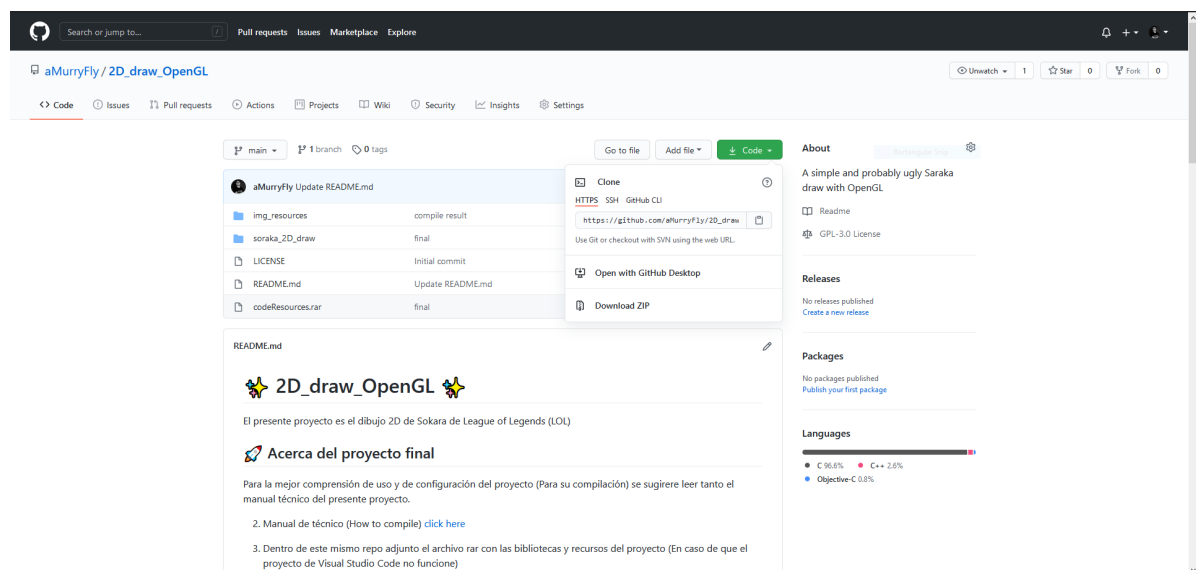 Search or jump to... / Pull requests Issues Marketplace Explore
aMurryFly / 2D_draw_OpenGL Unwatch 1 Star 0 Fork 0
<> Code Issues Pull requests Actions Projects Wiki Security Insights Settings
main 1 branch 0 tags Go to file Add file Code
aMurryFly Update README.md
img_resources compile result
soraka_2D_draw final
LICENSE Initial commit
README.md Update README.md
codeResources.rar final
Clone
HTTPS SSH GitHub CLI
https://github.com/aMurryFly/2D_draw
Use Git or checkout with SVN using the web URL.
Open with GitHub Desktop
Download ZIP
README.md
2D_draw_OpenGL
El presente proyecto es el dibujo 2D de Sokara de League of Legends (LOL)
Acerca del proyecto final
Para la mejor comprensión de uso y de configuración del proyecto (Para su compilación) se sugirere leer tanto el
manual técnico del presente proyecto.
2. Manual de técnico (How to compile) click here
3. Dentro de este mismo repo adjunto el archivo rar con las bibliotecas y recursos del proyecto (En caso de que el
proyecto de Visual Studio Code no funcione)
About
Rectangular Snip
A simple and probably ugly Saraka
draw with OpenGL
Readme
GPL-3.0 License
Releases
No releases published
Create a new release
Packages
No packages published
Publish your first package
Languages
C 96.6% C++ 2.6%
Objective-C 0.8%